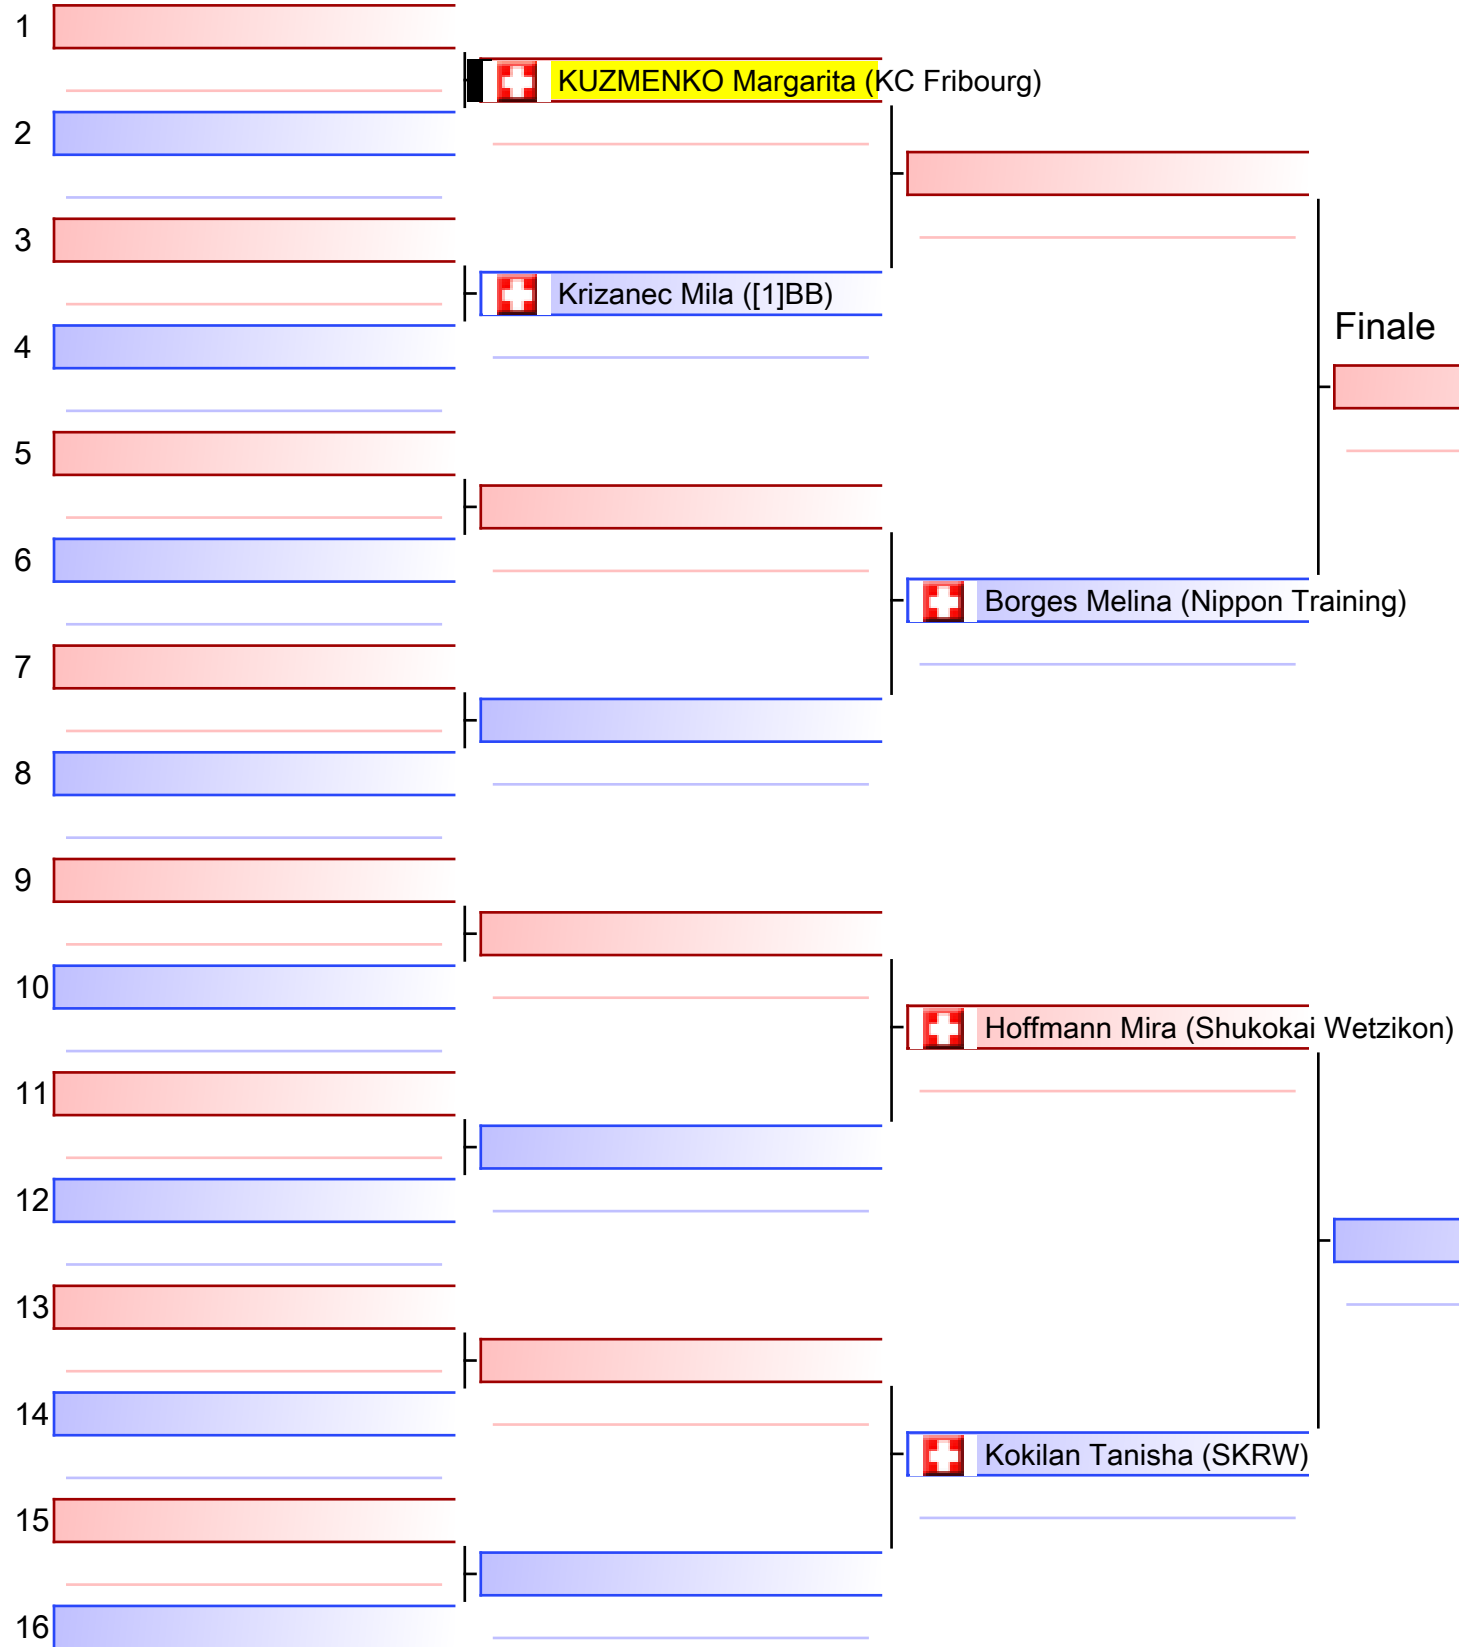 1
KUZMENKO Margarita (KC Fribourg)
2
3
Krizanec Mila ([1]BB)
4
Finale
5
6
Borges Melina (Nippon Training)
7
8
9
10
Hoffmann Mira (Shukokai Wetzikon)
11
12
13
14
Kokilan Tanisha (SKRW)
15
16